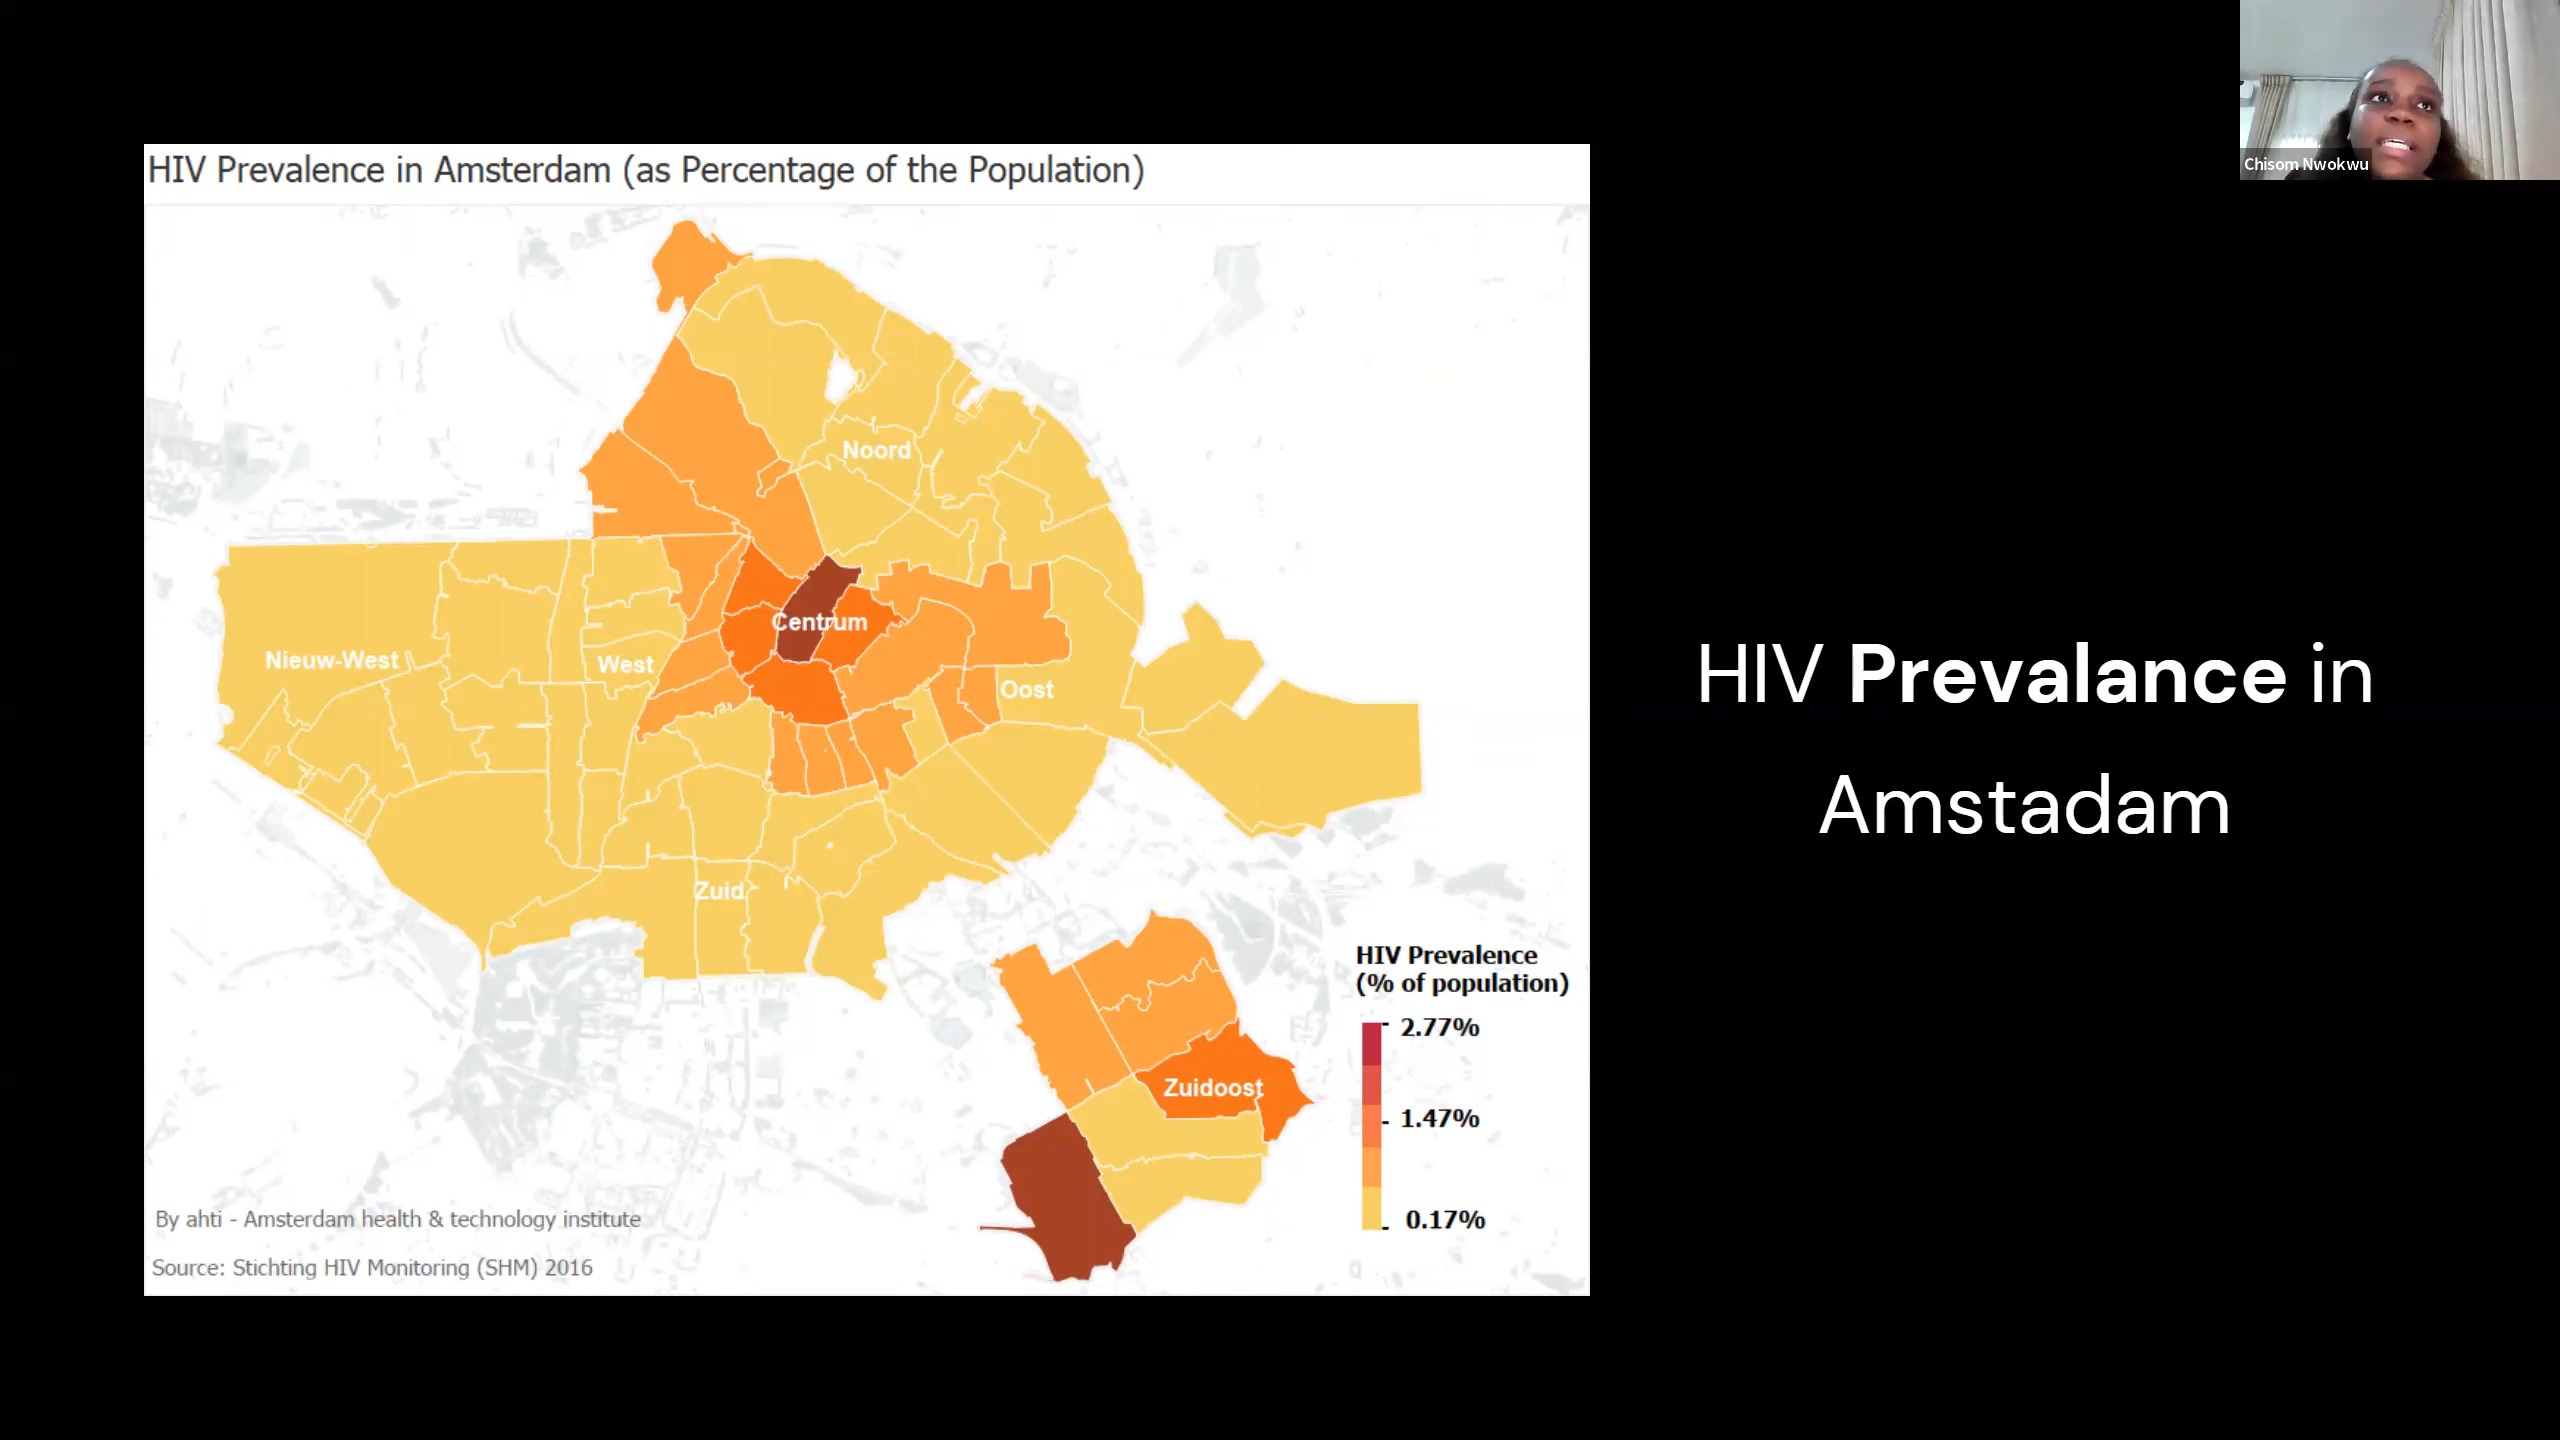 HIV Prevalence in Amsterdam (as Percentage of the Population)
Chisom Nwokwu
Noord
Centrum
Nieuw-West
West
Oost
Zuid
HIV Prevalance in
Amstadam
Zuidoost
HIV Prevalence
(% of population)
2.77%
1.47%
0.17%
By ahti - Amsterdam health & technology institute
Source: Stichting HIV Monitoring (SHM) 2016